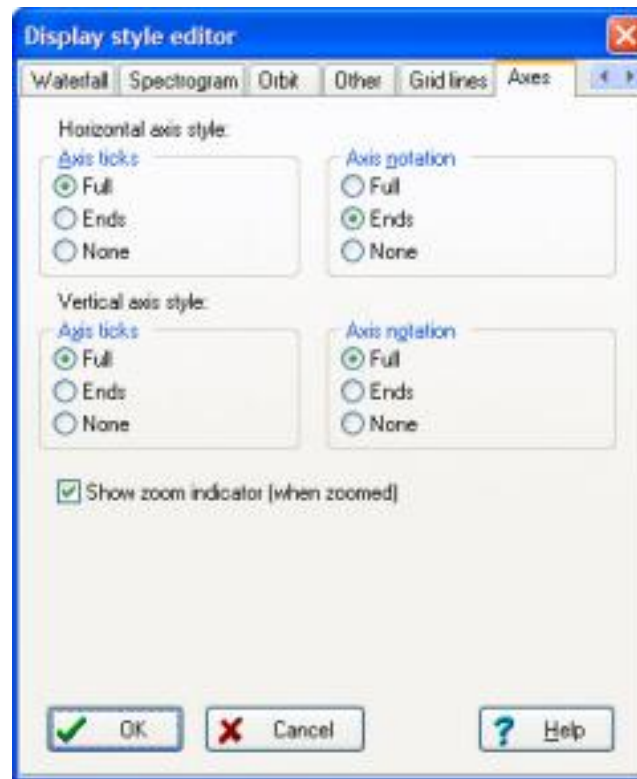 Display style editor
Waterfall Spectrogram Orbit Other Grid lines Axes
Horizontal axis style:
Axis ticks Axis notation
Full Full
Ends Ends
None None
Vertical axis style:
Axis ticks Axis notation
Full Full
Ends Ends
None None
Show zoom indicator (when zoomed)
OK Cancel ? Help